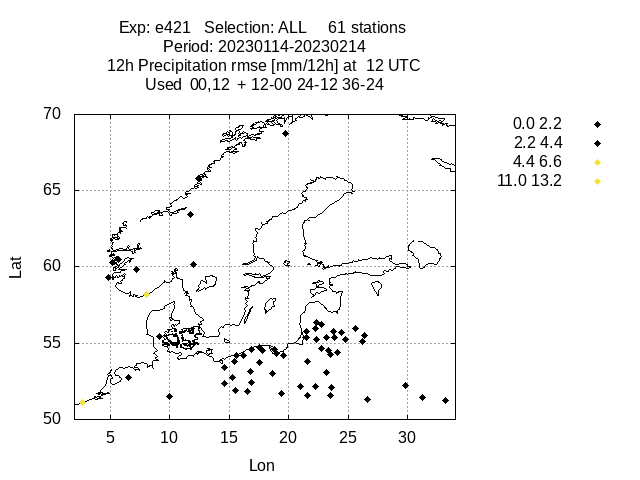 Exp: e421 Selection: ALL 61 stations
Period: 20230114-20230214
12h Precipitation rmse [mm/12h] at 12 UTC
Used 00,12 + 12-00 24-12 36-24
70
65
60
55
50
Lat
5 10 15 20 25 30
Lon
0.0 2.2
2.2 4.4
4.4 6.6
11.0 13.2